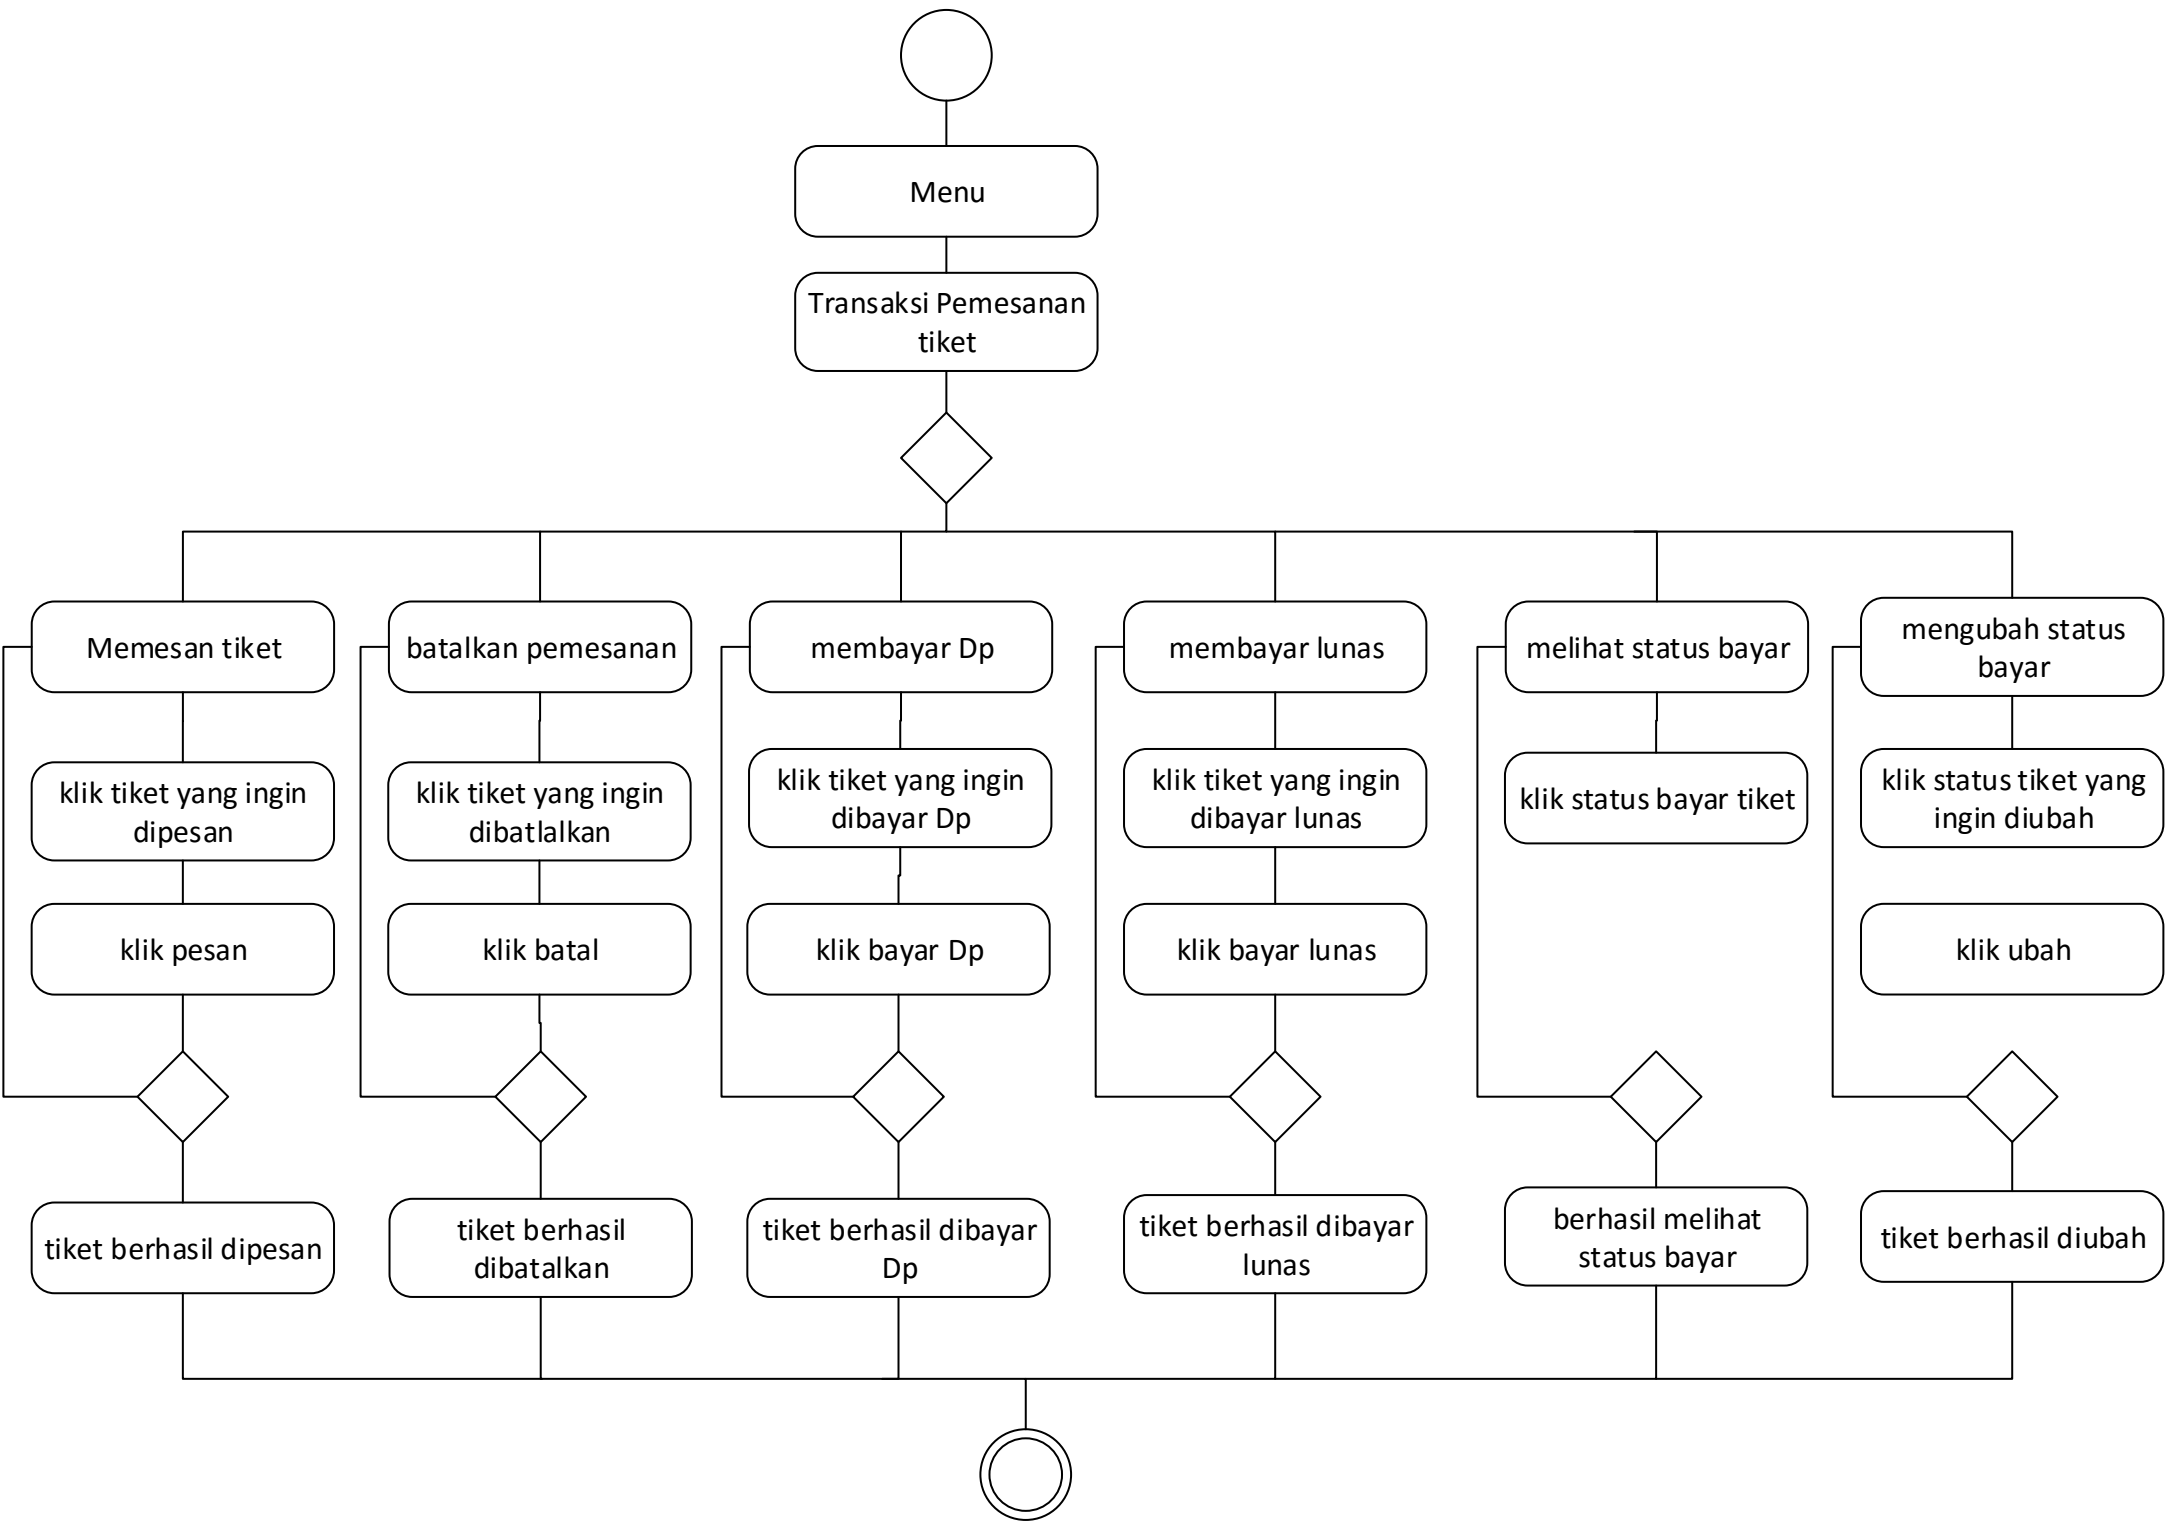 Menu
Transaksi Pemesanan
tiket
Memesan tiket
batalkan pemesanan
membayar Dp
membayar lunas
melihat status bayar
mengubah status
bayar
klik tiket yang ingin
dipesan
klik tiket yang ingin
dibatlalkan
klik tiket yang ingin
dibayar Dp
klik tiket yang ingin
dibayar lunas
klik status bayar tiket
klik status tiket yang
ingin diubah
klik pesan
klik batal
klik bayar Dp
klik bayar lunas
klik ubah
tiket berhasil dipesan
tiket berhasil
dibatalkan
tiket berhasil dibayar
Dp
tiket berhasil dibayar
lunas
berhasil melihat
status bayar
tiket berhasil diubah